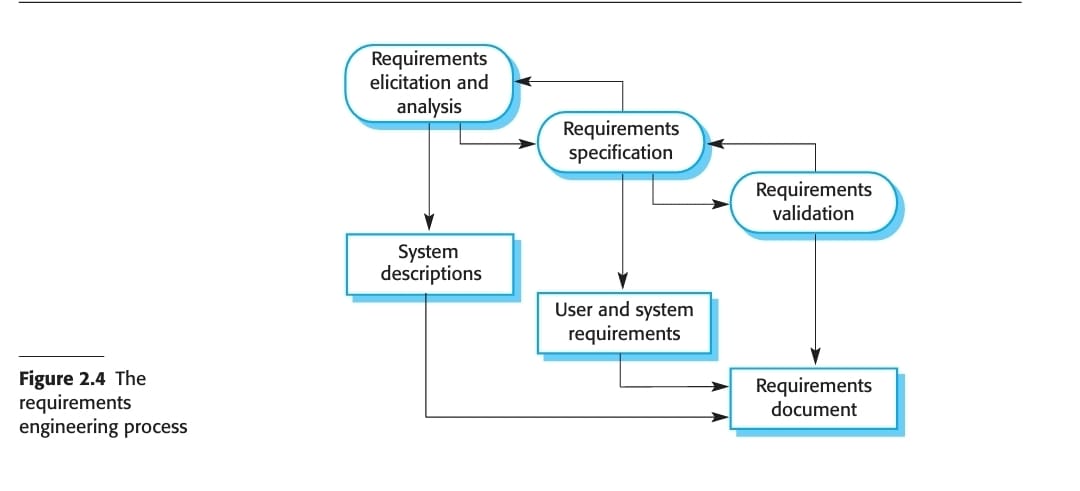 Requirements
elicitation and
analysis
Requirements
specification
Requirements
validation
System
descriptions
User and system
requirements
Requirements
document
Figure 2.4 The
requirements
engineering process